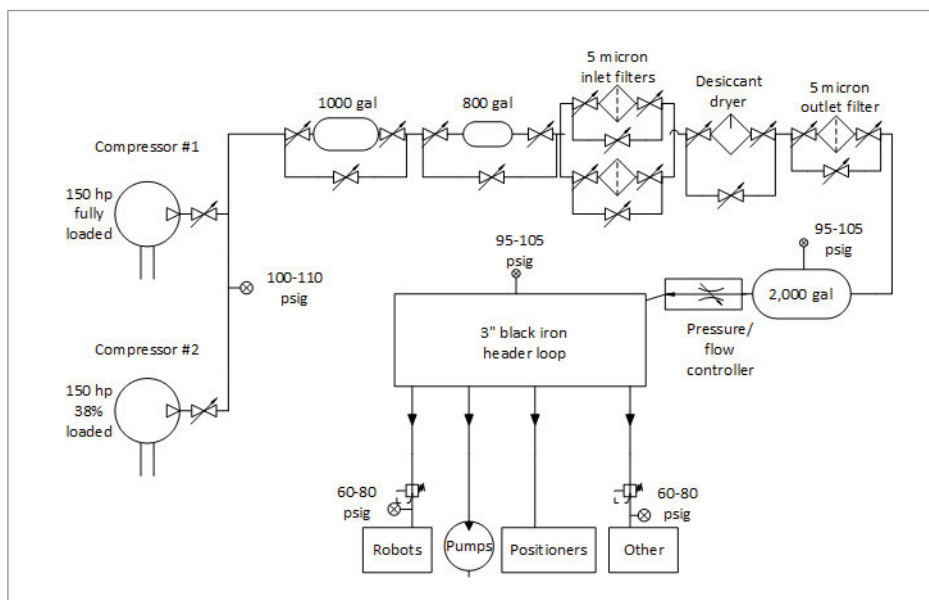 5 micron
inlet filters
Desiccant
dryer
5 micron
outlet filter
1000 gal
800 gal
Compressor #1
150 hp
fully
loaded
95-105
psig
95-105
psig
100-110
psig
2,000 gal
3" black iron
header loop
Pressure/
flow
controller
Compressor #2
150 hp
38%
loaded
60-80
psig
60-80
psig
Robots
Pumps
Positioners
Other